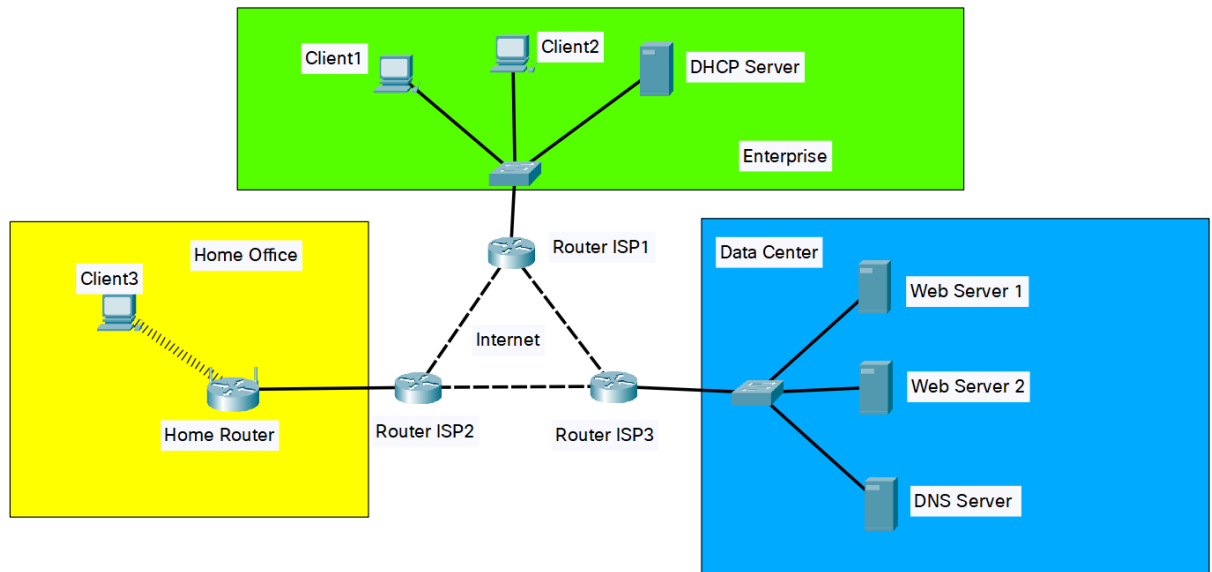 Client1
Client2
DHCP Server
Enterprise
Home Office
Client3
Home Router
Router ISP1
Internet
Router ISP2
Router ISP3
Data Center
Web Server 1
Web Server 2
DNS Server